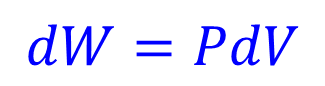 dW = PdV